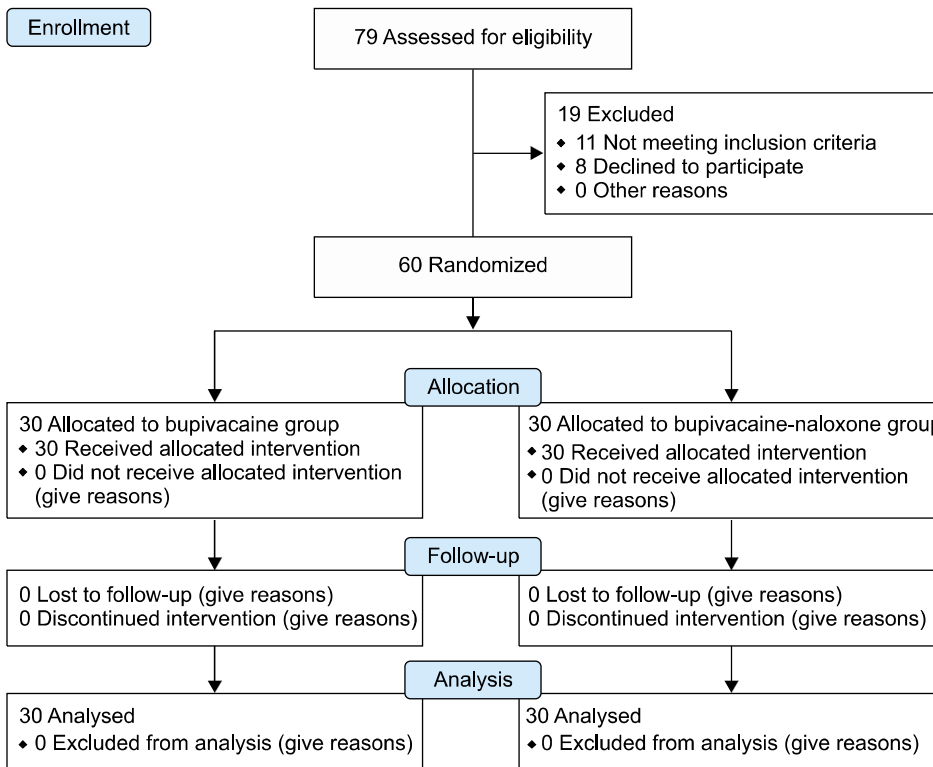 Enrollment
79 Assessed for eligibility
19 Excluded
◆ 11 Not meeting inclusion criteria
◆ 8 Declined to participate
◆ 0 Other reasons
60 Randomized
Allocation
30 Allocated to bupivacaine group
◆ 30 Received allocated intervention
◆ 0 Did not receive allocated intervention
(give reasons)
30 Allocated to bupivacaine-naloxone group
◆ 30 Received allocated intervention
◆ 0 Did not receive allocated intervention
(give reasons)
Follow-up
0 Lost to follow-up (give reasons)
0 Discontinued intervention (give reasons)
0 Lost to follow-up (give reasons)
0 Discontinued intervention (give reasons)
Analysis
30 Analysed
◆ 0 Excluded from analysis (give reasons)
30 Analysed
◆ 0 Excluded from analysis (give reasons)